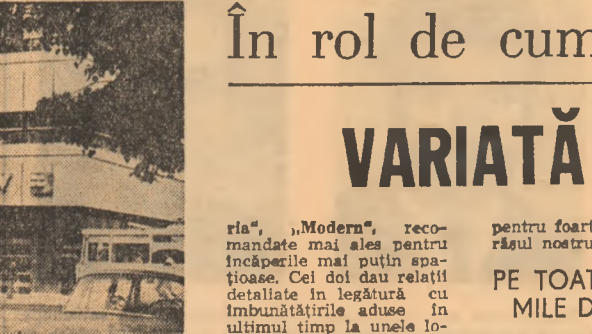 În rol de cum
VARIATĂ
ria“, „Modern“, reco-
mandate mai ales pentru
încăperile mai puțin spa-
țioase. Cei doi dau relații
detaliate în legătură cu
îmbunătățirile aduse în
ultimul timp la unele lo-
pentru foart
rășul nostru
PE TOAT
MILE D